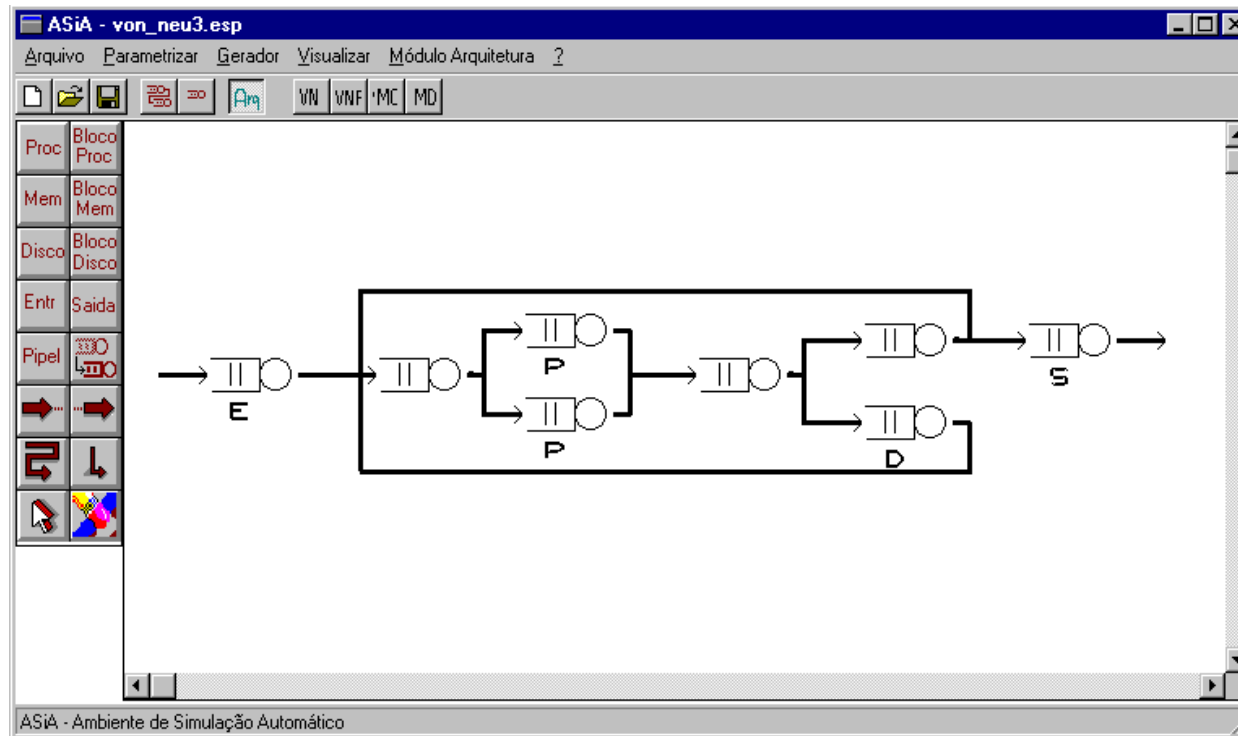 ASiA - von_neu3.esp
Arquivo Parametrizar Gerador Visualizar Módulo Arquitetura ?
Arq VN VNF 'MC MD
Proc Bloco Proc
Mem Bloco Mem
Disco Bloco Disco
Entr Saida
Pipel
E
P
P
D
S
ASiA - Ambiente de Simulação Automático